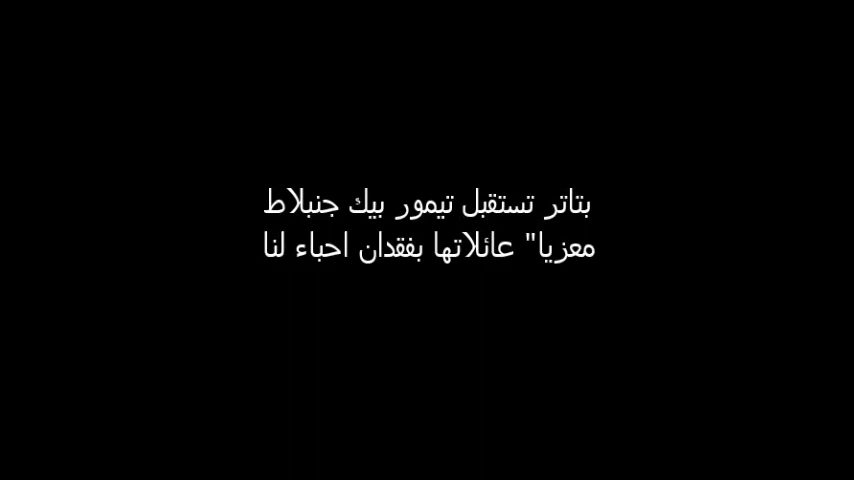 بتاتر تستقبل تيمور بيك جنبلاط
معزيا" عائلاتها بفقدان احباء لنا